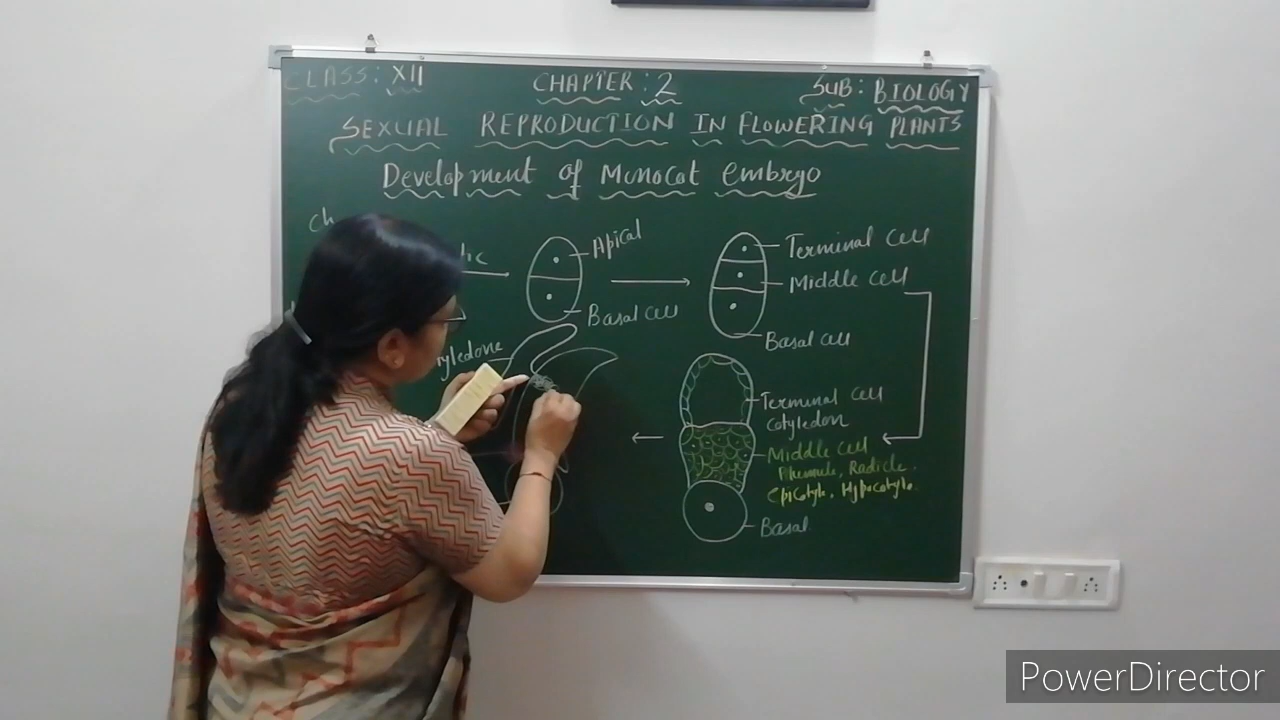 CLASS: XII
CHAPTER: 2
SUB: BIOLOGY
SEXUAL REPRODUCTION IN FLOWERING PLANTS
Development of Monocot embryo
Apical
Basal cell
Terminal cell
Middle cell
Basal cell
Terminal cell
cotyledon
Middle cell
Plumule, Radicle.
Epicotyle, Hypocotyle.
Basal
PowerDirector